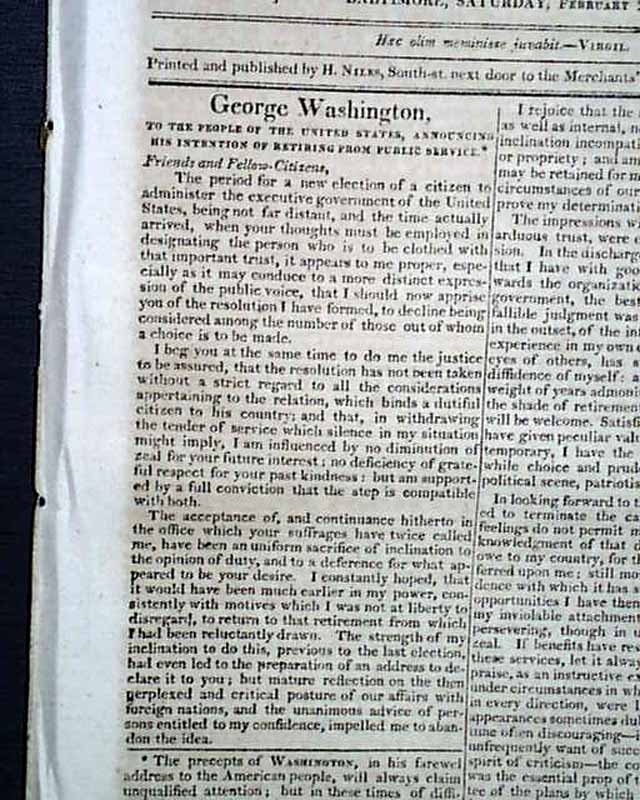 BALTIMORE, SATURDAY, FEBRUARY
Hæc olim meminisse juvabit.—VIRGIL.
Printed and published by H. NILES, South-st. next door to the Merchants'
George Washington,
TO THE PEOPLE OF THE UNITED STATES, ANNOUNCING
HIS INTENTION OF RETIRING FROM PUBLIC SERVICE.*
Friends and Fellow-Citizens,
The period for a new election of a citizen to
administer the executive government of the United
States, being not far distant, and the time actually
arrived, when your thoughts must be employed in
designating the person who is to be clothed with
that important trust, it appears to me proper, espe-
cially as it may conduce to a more distinct expres-
sion of the public voice, that I should now apprise
you of the resolution I have formed, to decline being
considered among the number of those out of whom
a choice is to be made.
I beg you at the same time to do me the justice
to be assured, that the resolution has not been taken
without a strict regard to all the considerations
appertaining to the relation, which binds a dutiful
citizen to his country; and that, in withdrawing
the tender of service which silence in my situation
might imply, I am influenced by no diminution of
zeal for your future interest; no deficiency of grate-
ful respect for your past kindness: but am support-
ed by a full conviction that the step is compatible
with both.
The acceptance of, and continuance hitherto in
the office which your suffrages have twice called
me, have been an uniform sacrifice of inclination to
the opinion of duty, and to a deference for what ap-
peared to be your desire. I constantly hoped, that
it would have been much earlier in my power, con-
sistently with motives which I was not at liberty to
disregard, to return to that retirement from which
I had been reluctantly drawn. The strength of my
inclination to do this, previous to the last election,
had even led to the preparation of an address to de-
clare it to you; but mature reflection on the then
perplexed and critical posture of our affairs with
foreign nations, and the unanimous advice of per-
sons entitled to my confidence, impelled me to aban-
don the idea.
* The precepts of WASHINGTON, in his farewel
address to the American people, will always claim
unqualified attention; but in these times of diffi-
I rejoice that the
as well as internal, n
inclination incompati
or propriety; and am
may be retained for m
circumstances of our
prove my determinati
The impressions wi
arduous trust, were e
sion. In the discharge
that I have with goo
wards the organizatio
government, the bes
fallible judgment was
in the outset, of the inf
experience in my own e
eyes of others, has s
diffidence of myself: a
weight of years admoni
the shade of retiremen
will be welcome. Satisfi
have given peculiar valu
temporary, I have the
while choice and prud
political scene, patriotis
In looking forward to t
ed to terminate the ca
feelings do not permit m
knowledgment of that d
owe to my country, for th
ferred upon me; still mo
dence with which it has s
opportunities I have then
my inviolable attachment
persevering, though in u
zeal. If benefits have res
these services, let it alwa
praise, as an instructive ex
under circumstances in wh
in every direction, were l
appearances sometimes du
tune often discouraging—i
unfrequently want of succ
spirit of criticism—the co
was the essential prop of t
tee of the plans by which